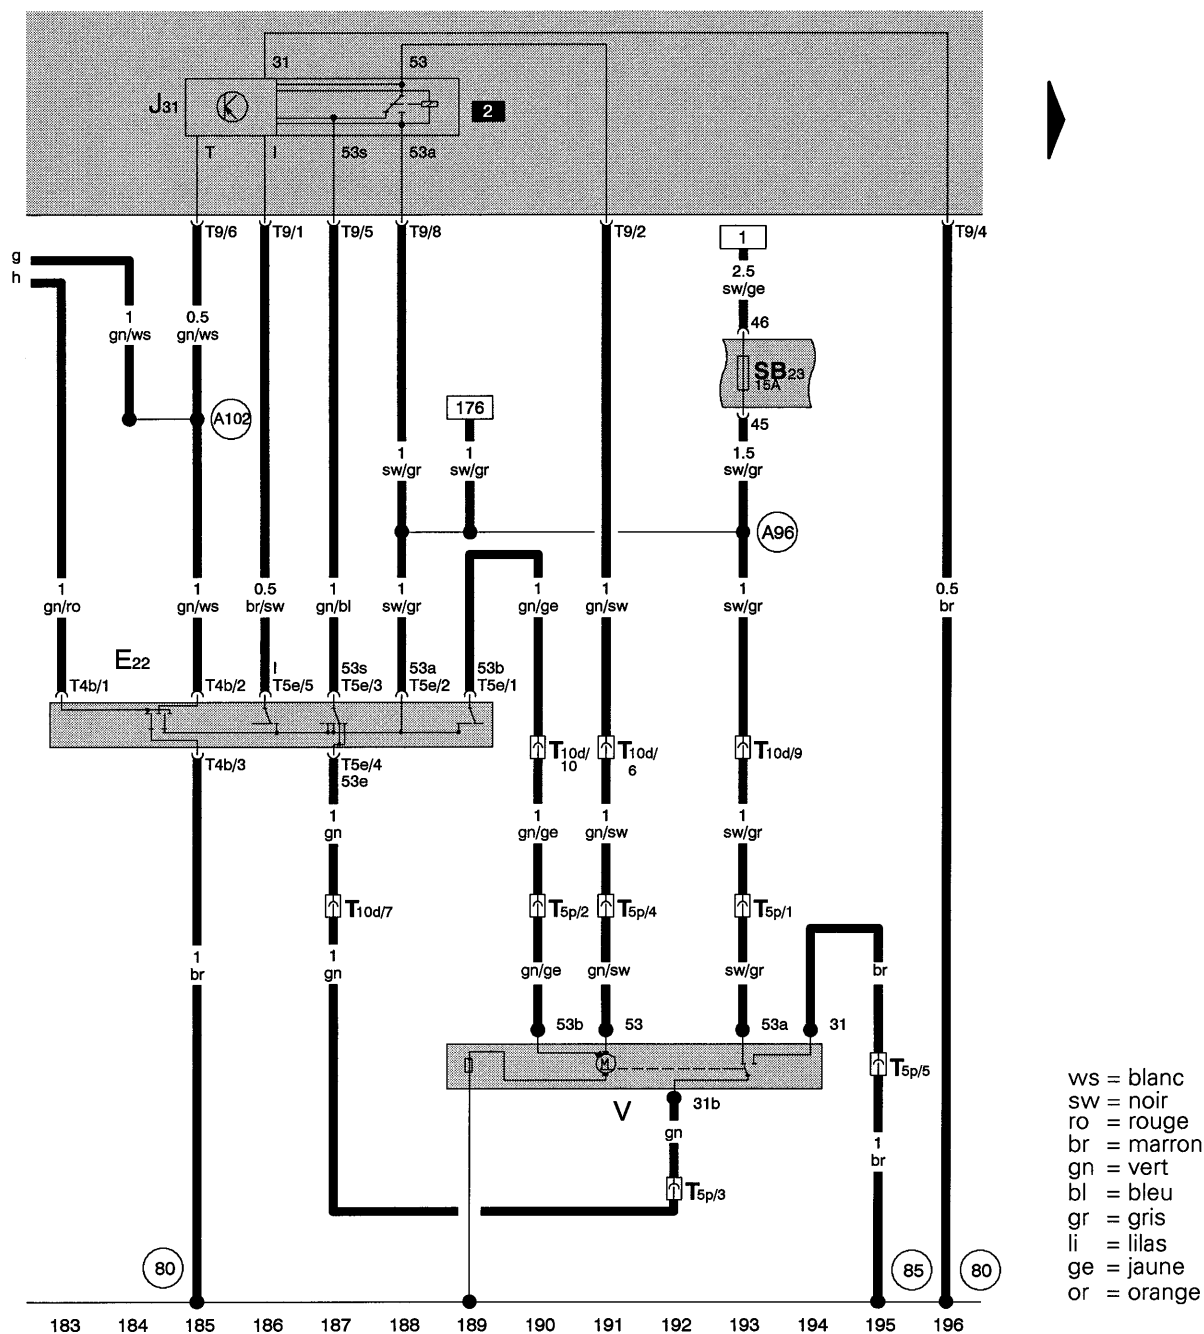 31 53
J31 2
T I 53s 53a
T9/6 T9/1 T9/5 T9/8 T9/2 1 T9/4
g
h
2.5
sw/ge
1 0.5
gn/ws gn/ws
46
SB23
15A
A102 176 45
1 1 1.5
sw/gr sw/gr sw/gr
A96
1 1 0.5 1 1 1 1 1 0.5
gn/ro gn/ws br/sw gn/bl sw/gr gn/ge gn/sw sw/gr br
E22
I 53s 53a 53b
T4b/1 T4b/2 T5e/5 T5e/3 T5e/2 T5e/1
T4b/3 T5e/4
53e
T10d/10 T10d/6 T10d/9
1 1 1 1
gn gn/ge gn/sw sw/gr
T10d/7 T5p/2 T5p/4 T5p/1
1 1
br gn gn/ge gn/sw sw/gr br
53b 53 53a 31
M
T5p/5
V 31b
gn
1
br
T5p/3
80 85 80
183 184 185 186 187 188 189 190 191 192 193 194 195 196
ws = blanc
sw = noir
ro = rouge
br = marron
gn = vert
bl = bleu
gr = gris
li = lilas
ge = jaune
or = orange